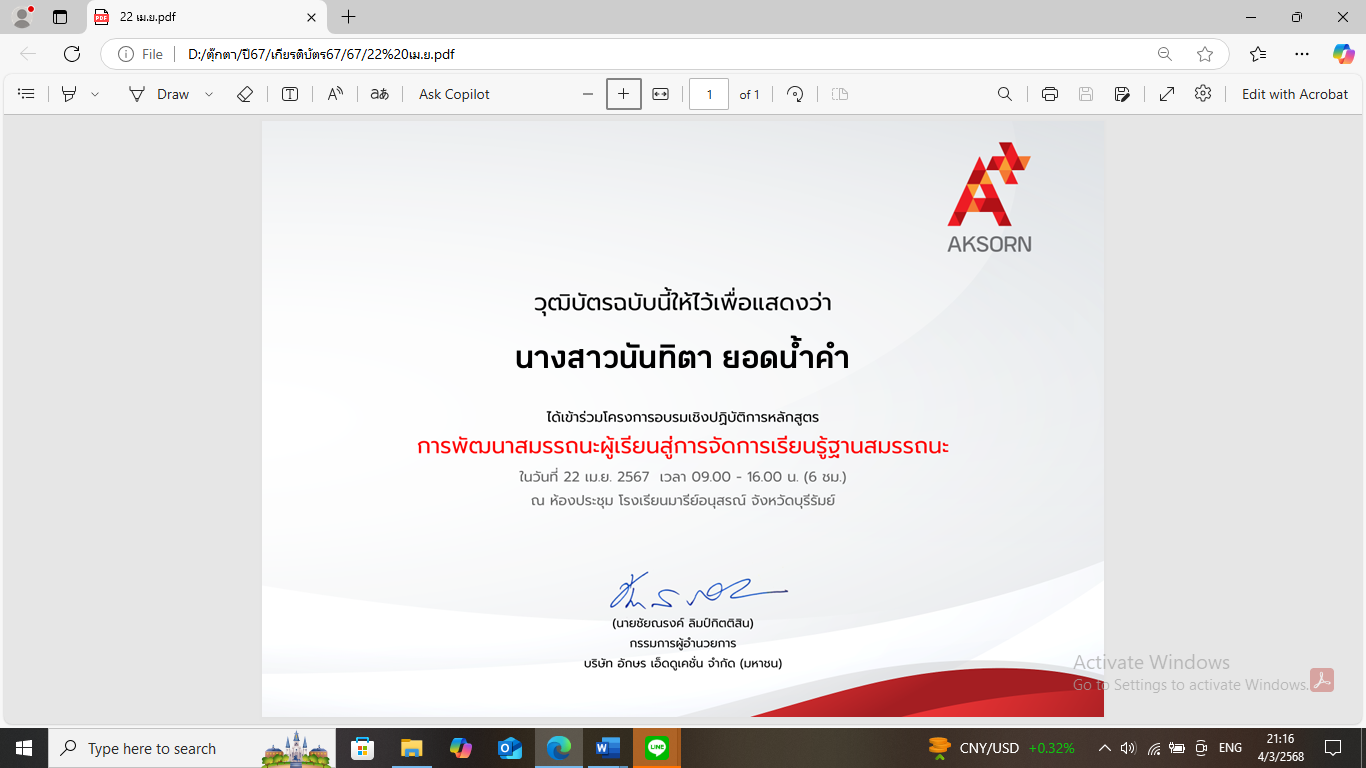 22 เม.ย.pdf
File
D:/ตุ๊กตา/ปี67/เกียรติบัตร67/67/22%20เม.ย.pdf
Draw
Ask Copilot
1 of 1
Edit with Acrobat
AKSORN
วุฒิบัตรฉบับนี้ให้ไว้เพื่อแสดงว่า
นางสาวนันทิตา ยอดน้ำคำ
ได้เข้าร่วมโครงการอบรมเชิงปฏิบัติการหลักสูตร
การพัฒนาสมรรถนะผู้เรียนสู่การจัดการเรียนรู้ฐานสมรรถนะ
ในวันที่ 22 เม.ย. 2567 เวลา 09.00 - 16.00 น. (6 ชม.)
ณ ห้องประชุม โรงเรียนมารีย์อนุสรณ์ จังหวัดบุรีรัมย์
(นายชัยณรงค์ ลิมป์กิตติสิน)
กรรมการผู้อำนวยการ
บริษัท อักษร เอ็ดดูเคชั่น จำกัด (มหาชน)
Activate Windows
Go to Settings to activate Windows.
Type here to search
CNY/USD +0.32%
ENG
21:16
4/3/2568